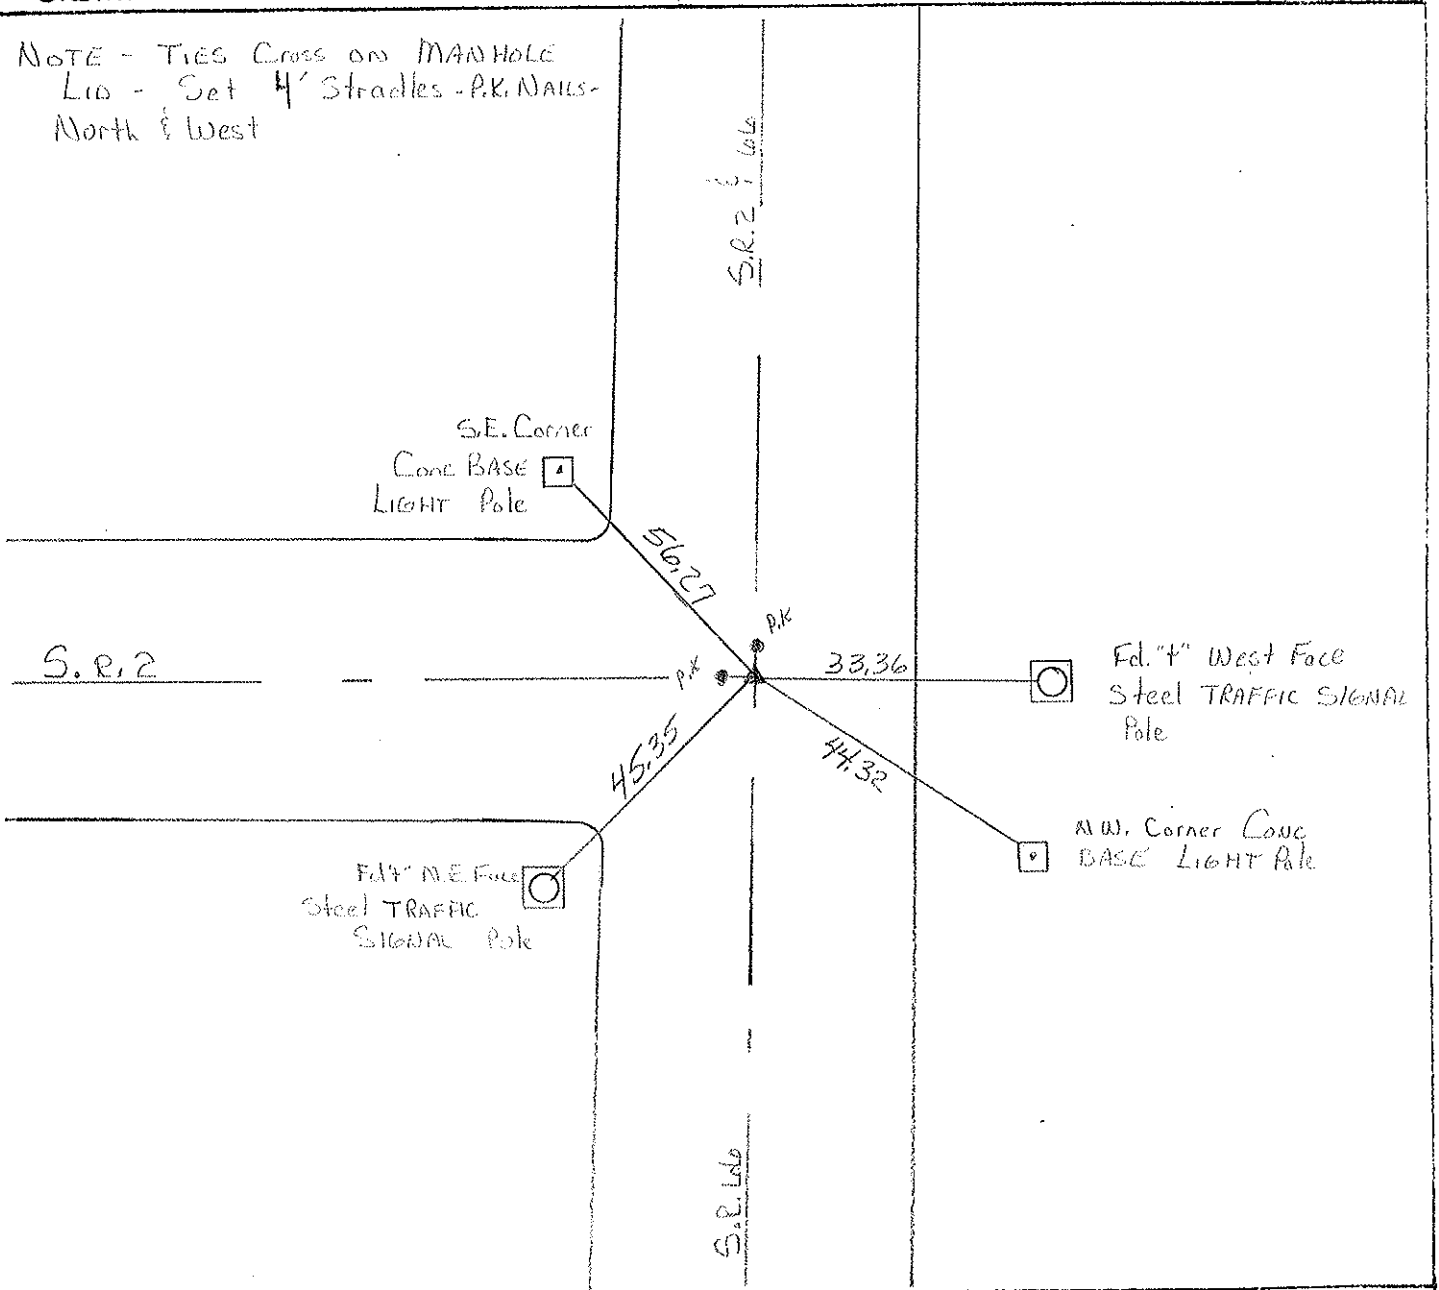 NOTE - TIES Cross ON MANHOLE
LID - Set 4' Stradles - P.K. NAILS -
North & West
S.R. 2 & 66
S.E. Corner
Conc BASE
LIGHT Pole
56.27
P.K
S.R. 2
P.K
33.36
Fd. "+" West Face
Steel TRAFFIC SIGNAL
Pole
45.35
44.32
N.W. Corner Conc
BASE LIGHT Pole
Fd "+" N.E. Face
Steel TRAFFIC
SIGNAL Pole
S.R. 66